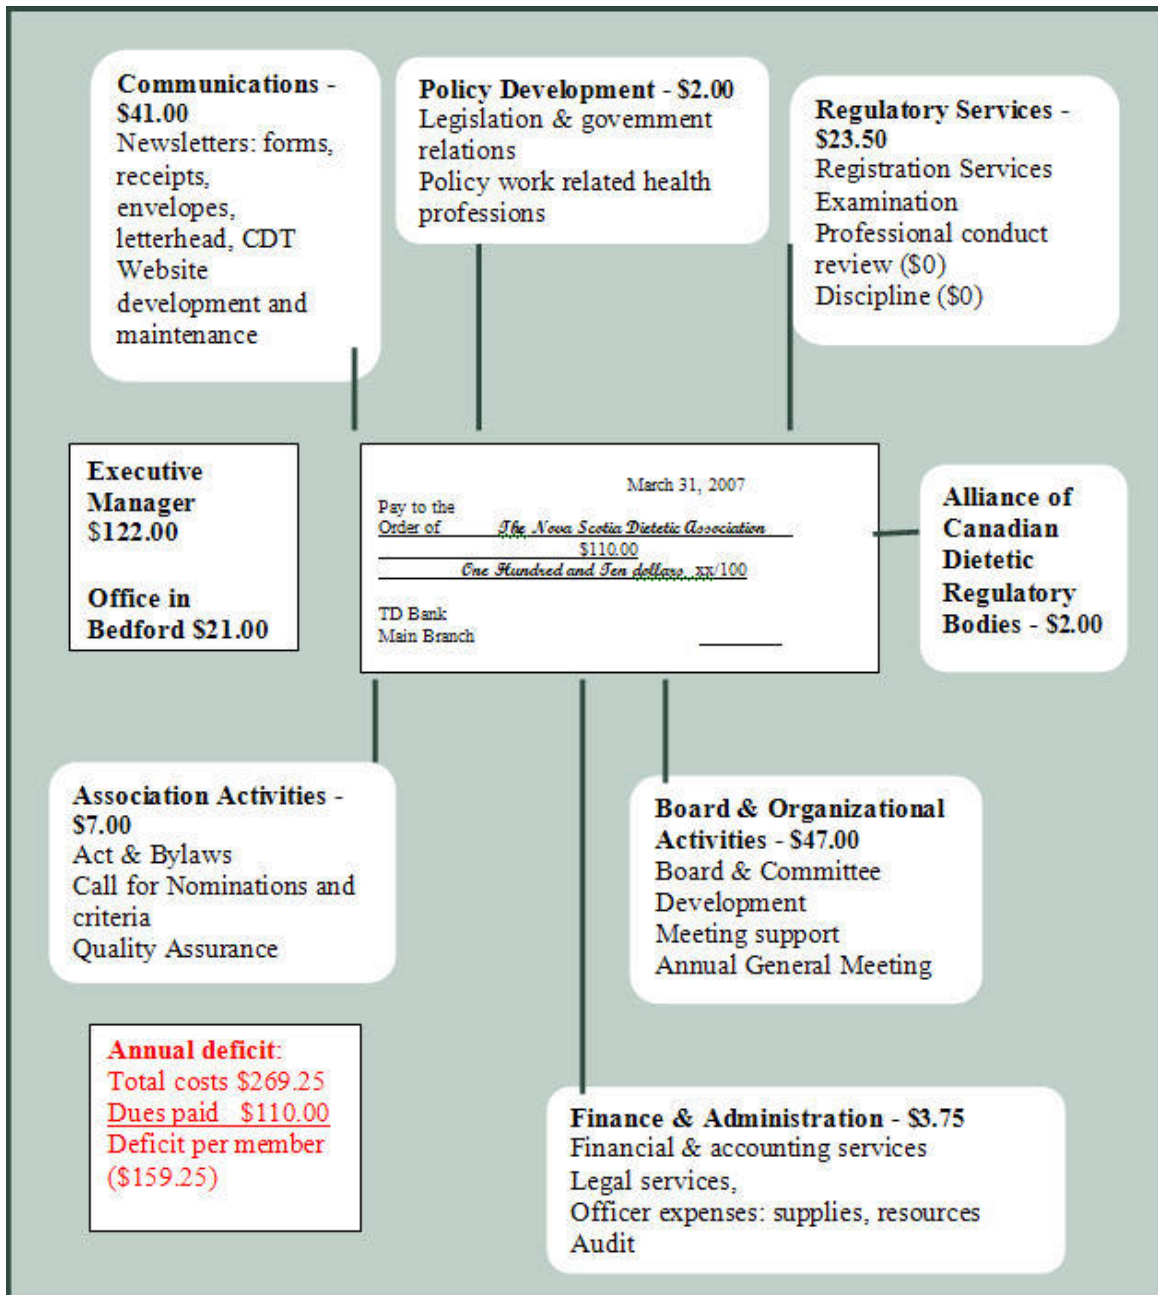 Communications -
$41.00
Newsletters: forms,
receipts,
envelopes,
letterhead, CDT
Website
development and
maintenance
Policy Development - $2.00
Legislation & government
relations
Policy work related health
professions
Regulatory Services -
$23.50
Registration Services
Examination
Professional conduct
review ($0)
Discipline ($0)
Executive
Manager
$122.00
Office in
Bedford $21.00
March 31, 2007
Pay to the
Order of The Nova Scotia Dietetic Association
$110.00
One Hundred and Ten dollars xx/100
TD Bank
Main Branch
Alliance of
Canadian
Dietetic
Regulatory
Bodies - $2.00
Association Activities -
$7.00
Act & Bylaws
Call for Nominations and
criteria
Quality Assurance
Board & Organizational
Activities - $47.00
Board & Committee
Development
Meeting support
Annual General Meeting
Annual deficit:
Total costs $269.25
Dues paid $110.00
Deficit per member
($159.25)
Finance & Administration - $3.75
Financial & accounting services
Legal services,
Officer expenses: supplies, resources
Audit